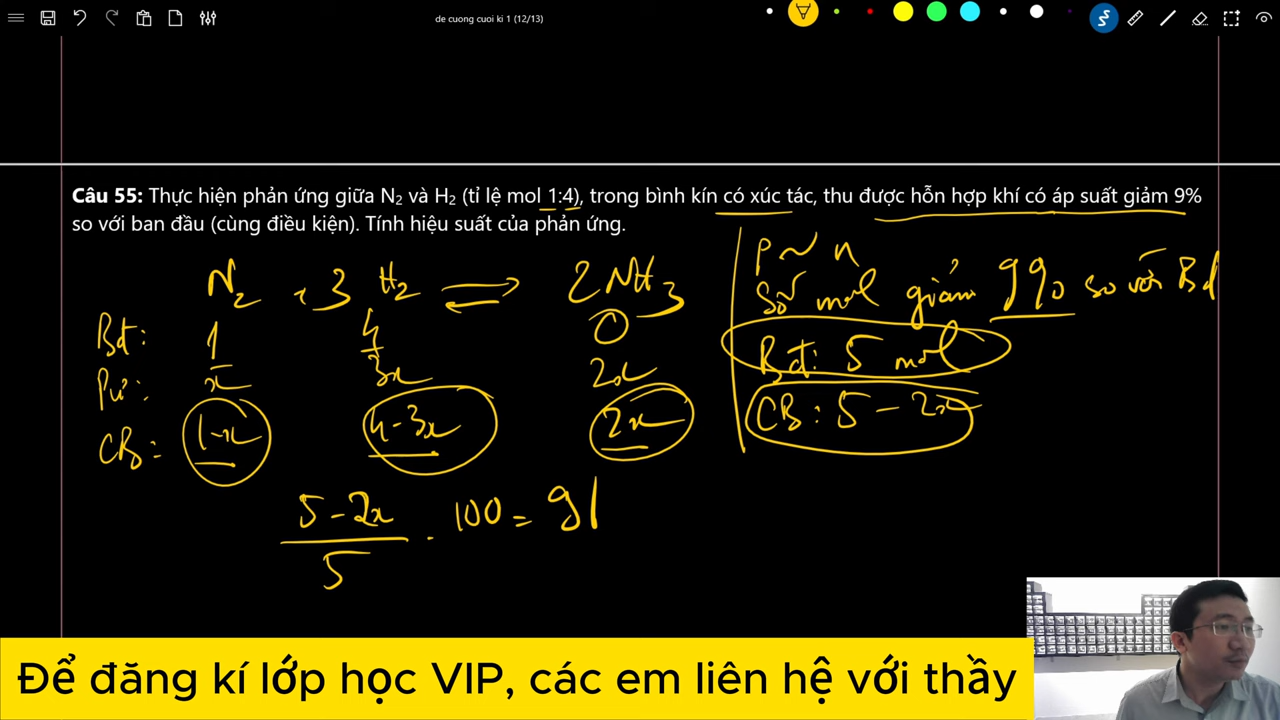 de cuong cuoi ki 1 (12/13)
Câu 55: Thực hiện phản ứng giữa N₂ và H₂ (tỉ lệ mol 1:4), trong bình kín có xúc tác, thu được hỗn hợp khí có áp suất giảm 9%
so với ban đầu (cùng điều kiện). Tính hiệu suất của phản ứng.
P ~ n
N₂ + 3 H₂ ⇌ 2NH₃
Số mol giảm 9% so với Bđ
Bđ: 1 4 0
Bđ: 5 mol
Pư: x 3x 2x
CB: 5 - 2x
CB: 1-x 4-3x 2x
(5 - 2x)/5 . 100 = 91
Để đăng kí lớp học VIP, các em liên hệ với thầy